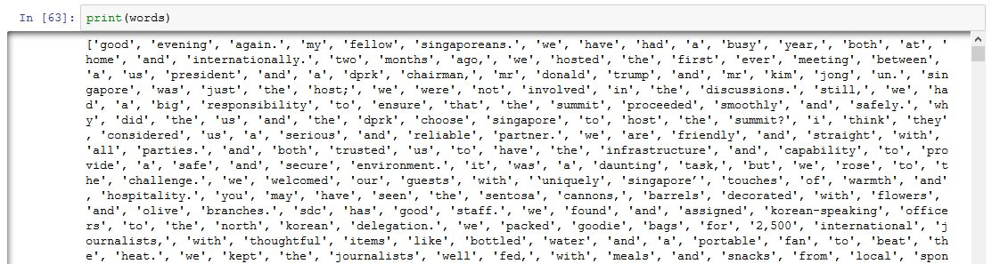 In [63]: print(words)
['good', 'evening', 'again.', 'my', 'fellow', 'singaporeans.', 'we', 'have', 'had', 'a', 'busy', 'year,', 'both', 'at', '
home', 'and', 'internationally.', 'two', 'months', 'ago,', 'we', 'hosted', 'the', 'first', 'ever', 'meeting', 'between',
'a', 'us', 'president', 'and', 'a', 'dprk', 'chairman,', 'mr', 'donald', 'trump', 'and', 'mr', 'kim', 'jong', 'un.', 'sin
gapore', 'was', 'just', 'the', 'host;', 'we', 'were', 'not', 'involved', 'in', 'the', 'discussions.', 'still,', 'we', 'ha
d', 'a', 'big', 'responsibility', 'to', 'ensure', 'that', 'the', 'summit', 'proceeded', 'smoothly', 'and', 'safely.', 'wh
y', 'did', 'the', 'us', 'and', 'the', 'dprk', 'choose', 'singapore', 'to', 'host', 'the', 'summit?', 'i', 'think', 'they'
, 'considered', 'us', 'a', 'serious', 'and', 'reliable', 'partner.', 'we', 'are', 'friendly', 'and', 'straight', 'with',
'all', 'parties.', 'and', 'both', 'trusted', 'us', 'to', 'have', 'the', 'infrastructure', 'and', 'capability', 'to', 'pro
vide', 'a', 'safe', 'and', 'secure', 'environment.', 'it', 'was', 'a', 'daunting', 'task,', 'but', 'we', 'rose', 'to', 't
he', 'challenge.', 'we', 'welcomed', 'our', 'guests', 'with', '‘uniquely', 'singapore’', 'touches', 'of', 'warmth', 'and'
, 'hospitality.', 'you', 'may', 'have', 'seen', 'the', 'sentosa', 'cannons,', 'barrels', 'decorated', 'with', 'flowers',
'and', 'olive', 'branches.', 'sdc', 'has', 'good', 'staff.', 'we', 'found', 'and', 'assigned', 'korean-speaking', 'office
rs', 'to', 'the', 'north', 'korean', 'delegation.', 'we', 'packed', 'goodie', 'bags', 'for', '2,500', 'international', 'j
ournalists,', 'with', 'thoughtful', 'items', 'like', 'bottled', 'water', 'and', 'a', 'portable', 'fan', 'to', 'beat', 'th
e', 'heat.', 'we', 'kept', 'the', 'journalists', 'well', 'fed,', 'with', 'meals', 'and', 'snacks', 'from', 'local', 'spon